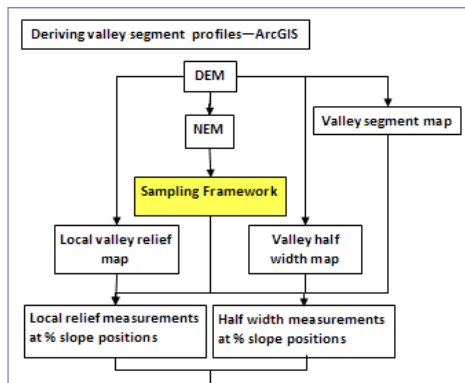 Deriving valley segment profiles—ArcGIS
DEM
NEM
Valley segment map
Sampling Framework
Local valley relief
map
Valley half
width map
Local relief measurements
at % slope positions
Half width measurements
at % slope positions